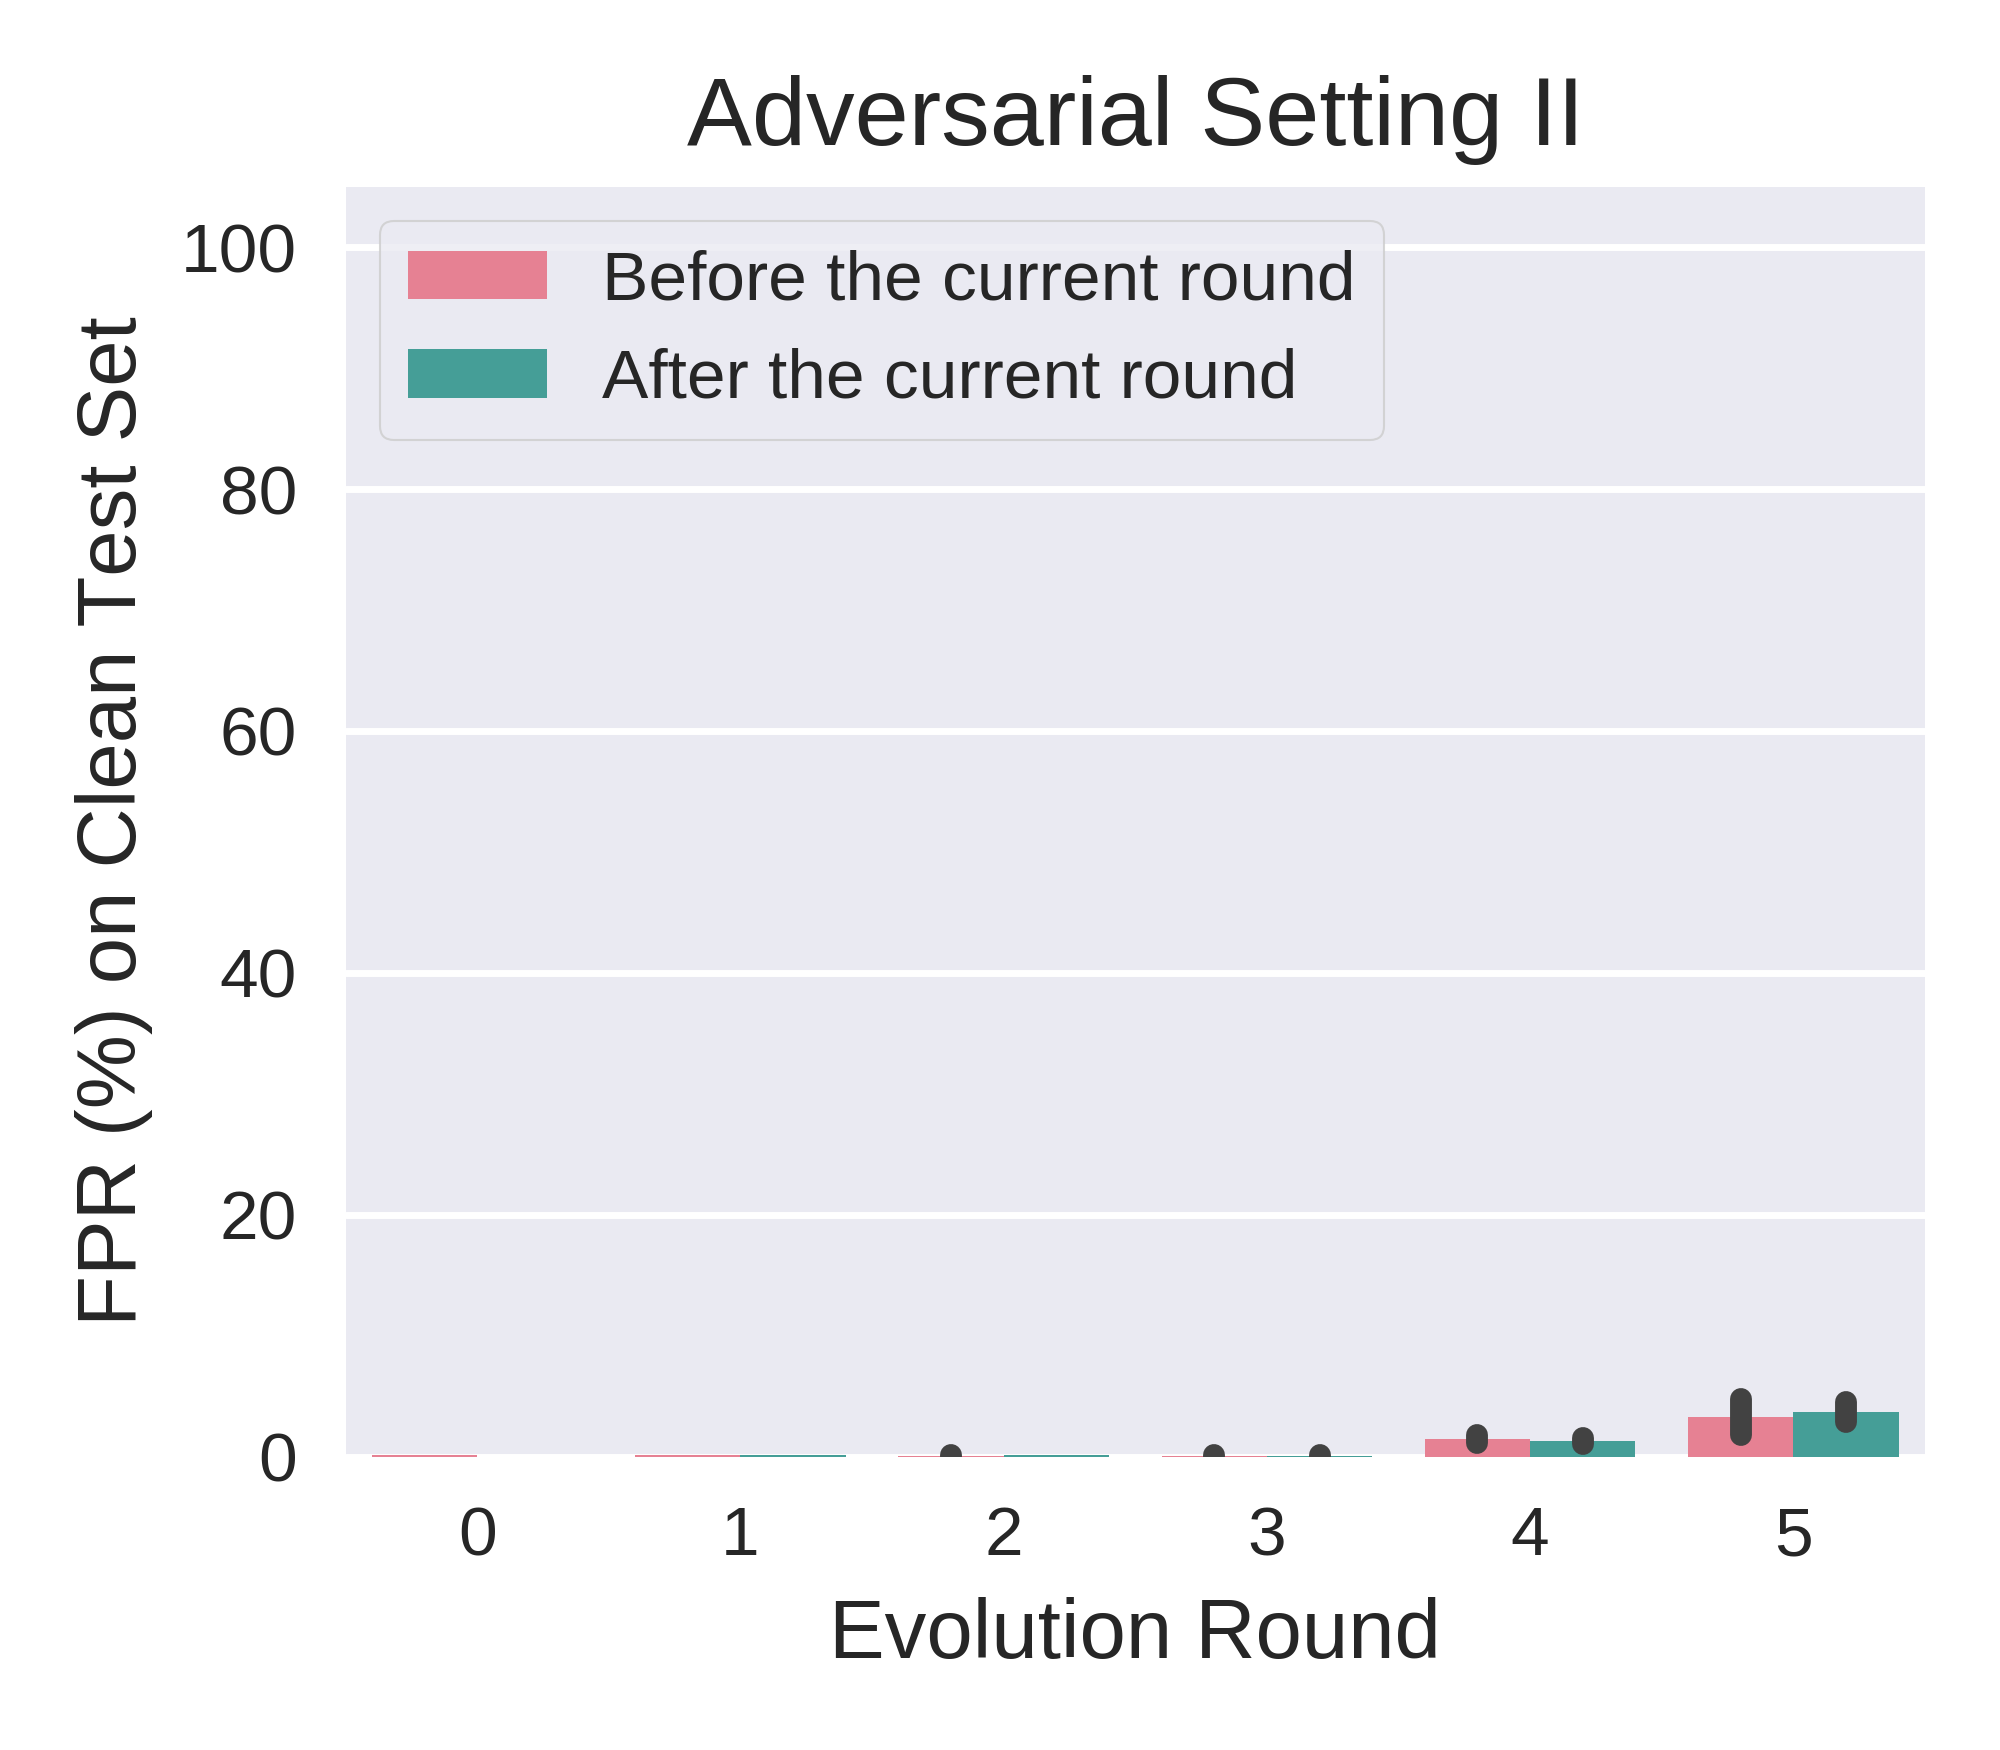 Adversarial Setting II
Before the current round
After the current round
FPR (%) on Clean Test Set
100
80
60
40
20
0
0 1 2 3 4 5
Evolution Round